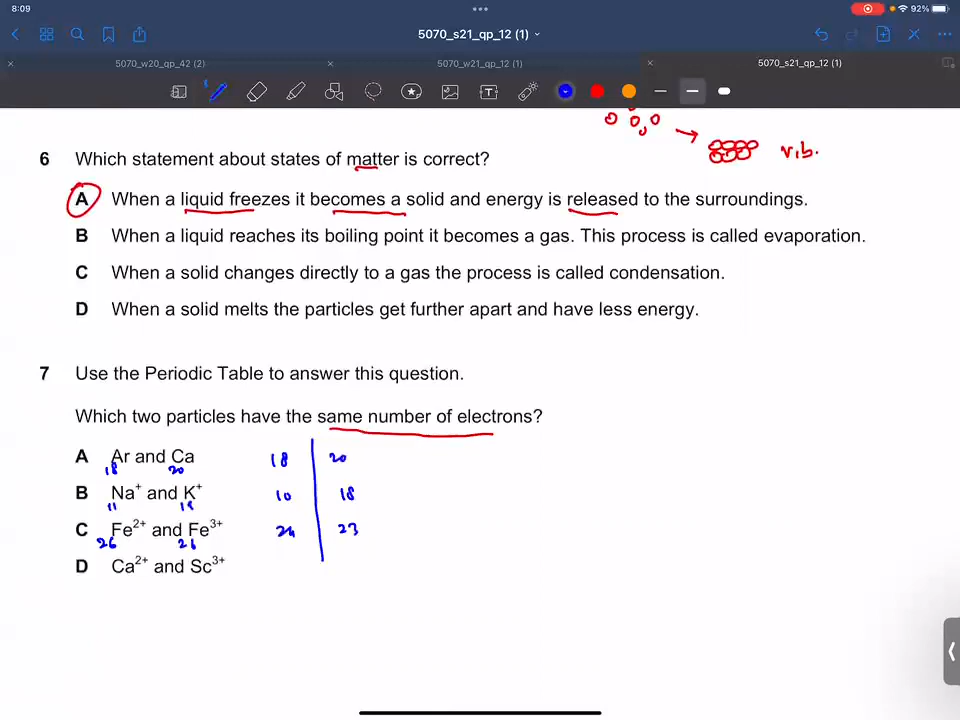 8:09
92%
5070_s21_qp_12 (1)
5070_w20_qp_42 (2)
5070_w21_qp_12 (1)
5070_s21_qp_12 (1)
vib.
6 Which statement about states of matter is correct?
A When a liquid freezes it becomes a solid and energy is released to the surroundings.
B When a liquid reaches its boiling point it becomes a gas. This process is called evaporation.
C When a solid changes directly to a gas the process is called condensation.
D When a solid melts the particles get further apart and have less energy.
7 Use the Periodic Table to answer this question.
Which two particles have the same number of electrons?
A Ar and Ca 18 20
18 20
B Na⁺ and K⁺ 10 18
11 19
C Fe²⁺ and Fe³⁺ 24 23
26 26
D Ca²⁺ and Sc³⁺